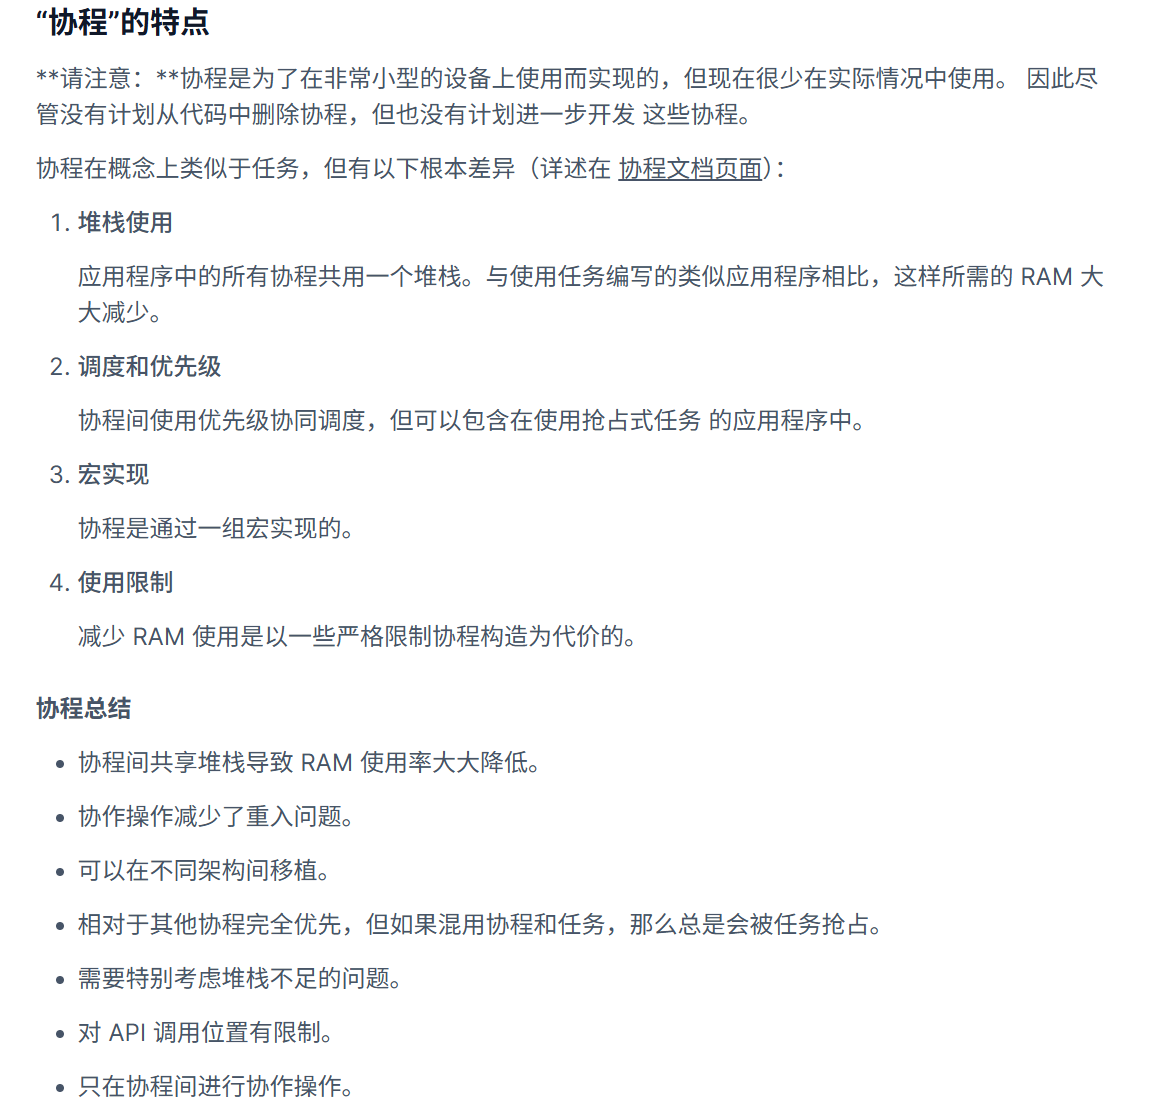 “协程”的特点
**请注意：**协程是为了在非常小型的设备上使用而实现的，但现在很少在实际情况中使用。 因此尽
管没有计划从代码中删除协程，但也没有计划进一步开发 这些协程。
协程在概念上类似于任务，但有以下根本差异（详述在 协程文档页面）：
1. 堆栈使用
应用程序中的所有协程共用一个堆栈。与使用任务编写的类似应用程序相比，这样所需的 RAM 大
大减少。
2. 调度和优先级
协程间使用优先级协同调度，但可以包含在使用抢占式任务 的应用程序中。
3. 宏实现
协程是通过一组宏实现的。
4. 使用限制
减少 RAM 使用是以一些严格限制协程构造为代价的。
协程总结
• 协程间共享堆栈导致 RAM 使用率大大降低。
• 协作操作减少了重入问题。
• 可以在不同架构间移植。
• 相对于其他协程完全优先，但如果混用协程和任务，那么总是会被任务抢占。
• 需要特别考虑堆栈不足的问题。
• 对 API 调用位置有限制。
• 只在协程间进行协作操作。